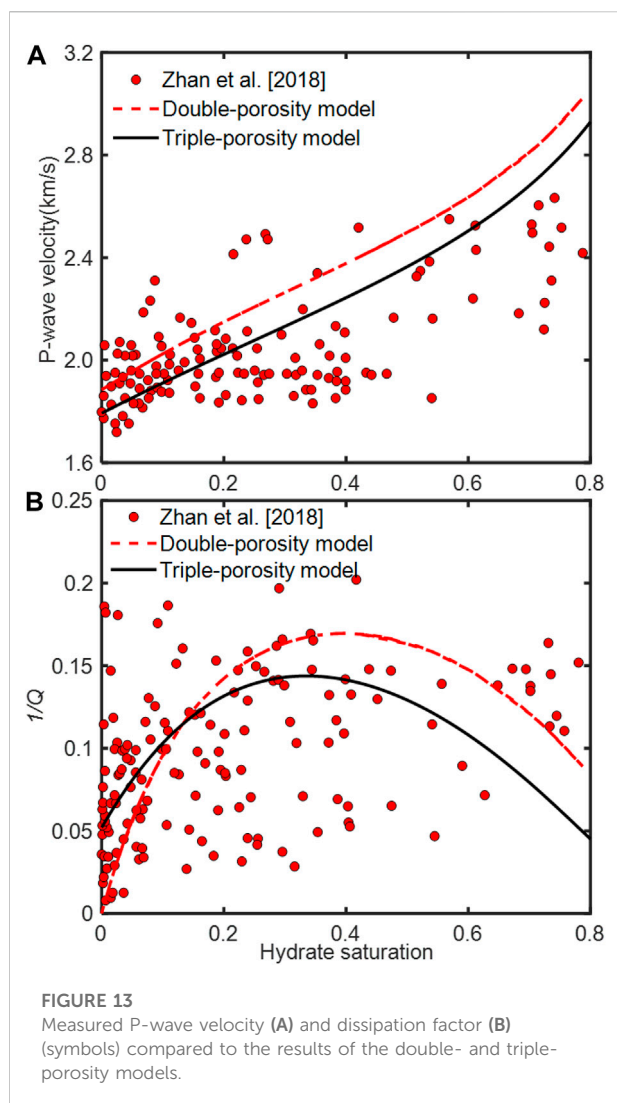 A
3.2
Zhan et al. [2018]
Double-porosity model
Triple-porosity model
2.8
2.4
2.0
1.6
P-wave velocity(km/s)
0 0.2 0.4 0.6 0.8
B
0.25
Zhan et al. [2018]
Double-porosity model
Triple-porosity model
0.2
0.15
0.1
0.05
0
1/Q
0 0.2 0.4 0.6 0.8
Hydrate saturation
FIGURE 13
Measured P-wave velocity (A) and dissipation factor (B)
(symbols) compared to the results of the double- and triple-
porosity models.